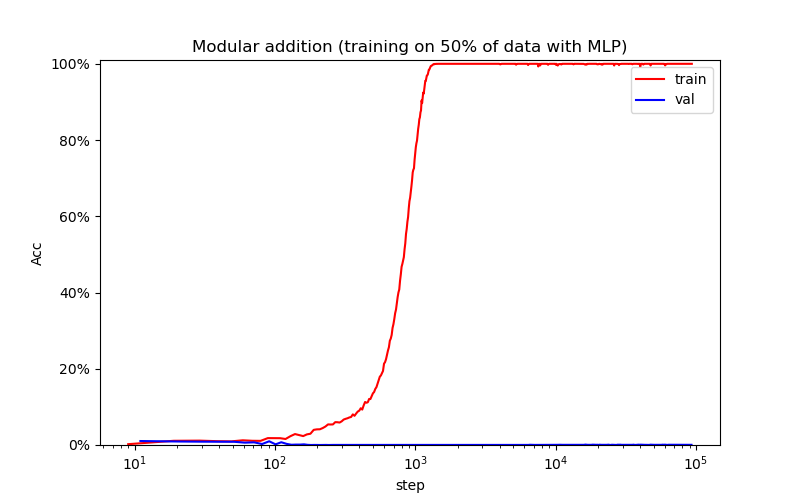 Modular addition (training on 50% of data with MLP)
100%
80%
60%
40%
20%
0%
Acc
train
val
10¹
10²
10³
10⁴
10⁵
step